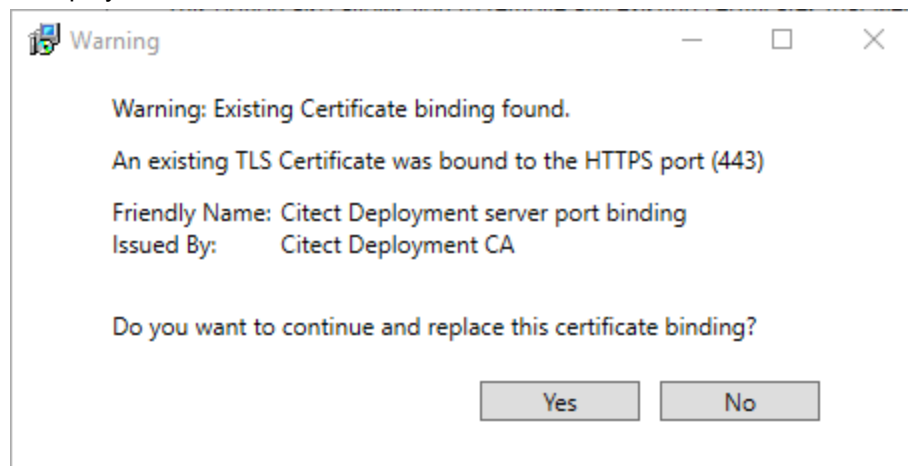 Warning
Warning: Existing Certificate binding found.
An existing TLS Certificate was bound to the HTTPS port (443)
Friendly Name: Citect Deployment server port binding
Issued By: Citect Deployment CA
Do you want to continue and replace this certificate binding?
Yes No